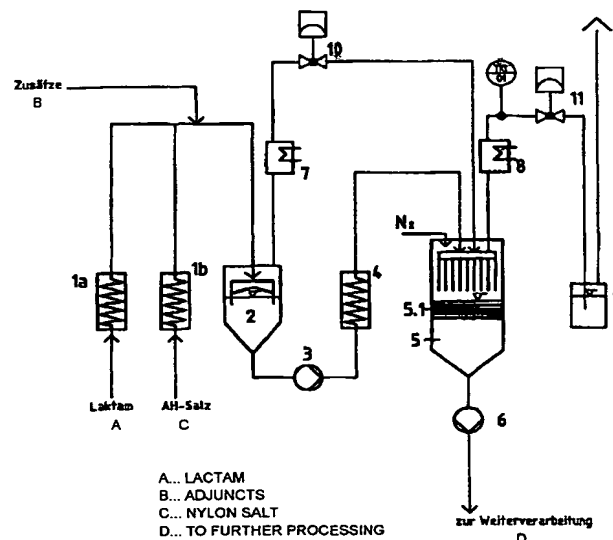 10
Zusätze
B
11
7
8
N₂
1a
1b
4
2
5.1
5
3
6
Laktam
A
AH-Salz
C
A... LACTAM
B... ADJUNCTS
C... NYLON SALT
D... TO FURTHER PROCESSING
zur Weiterverarbeitung
D